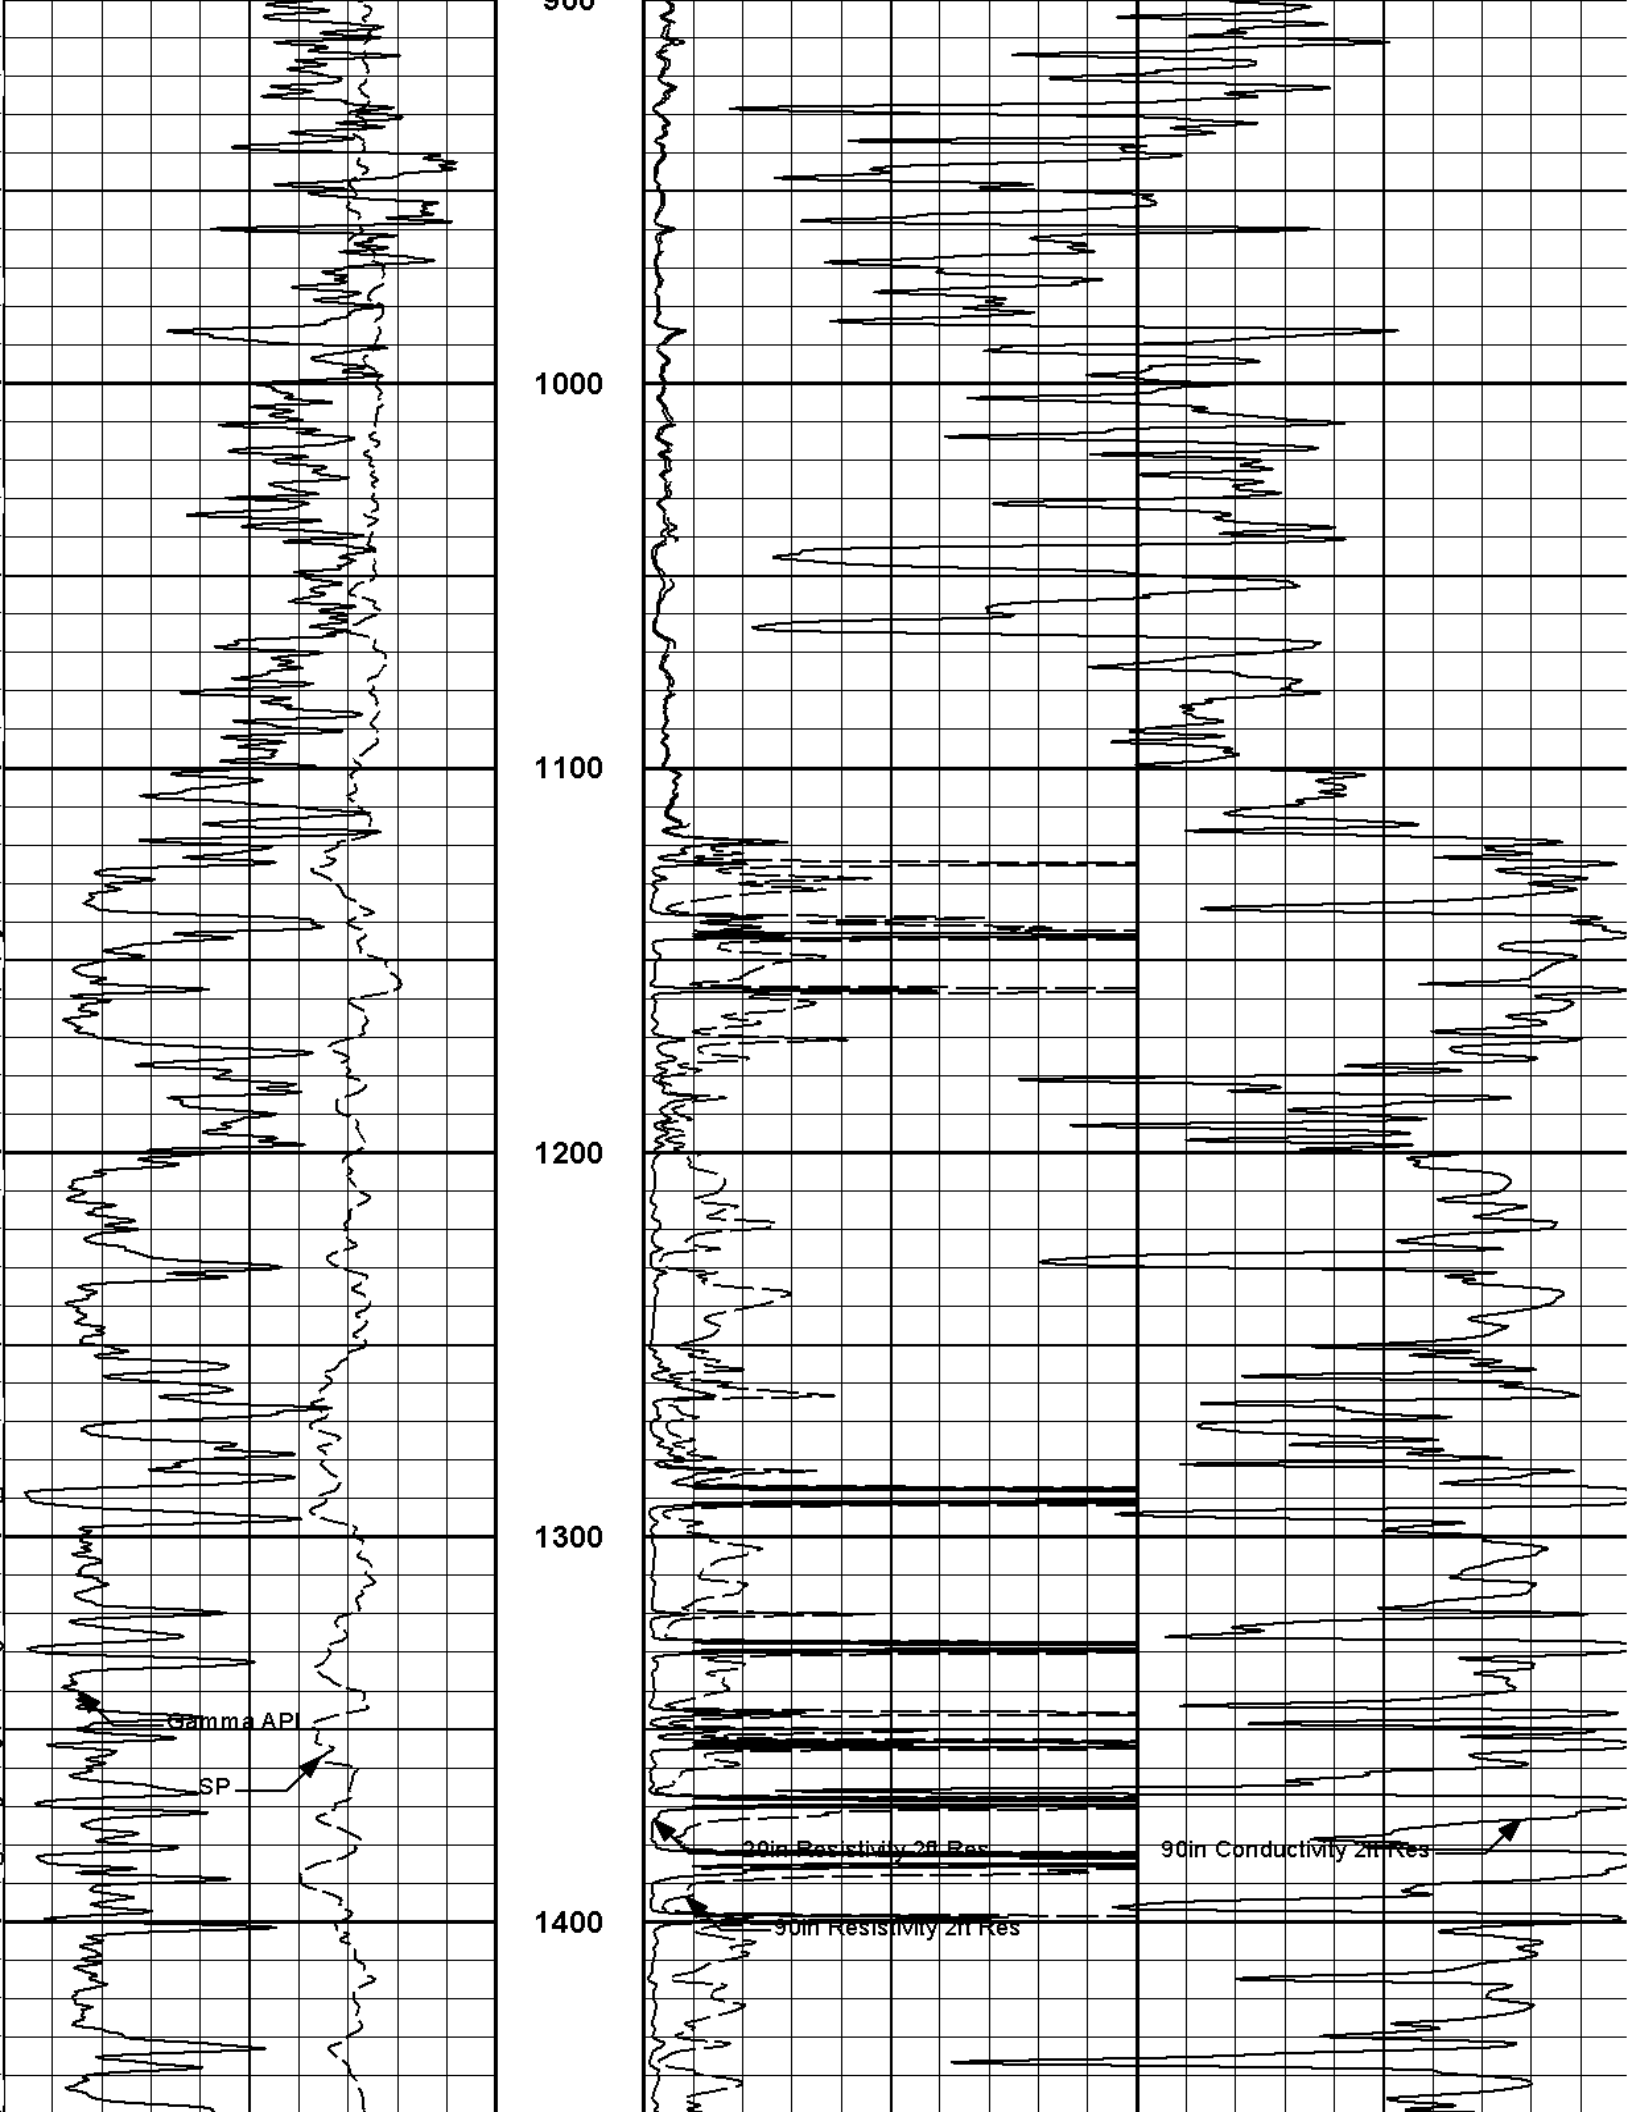 900
1000
1100
1200
1300
Gamma API
SP
30in Resistivity 2ft Res
90in Conductivity 2ft Res
1400
90in Resistivity 2ft Res